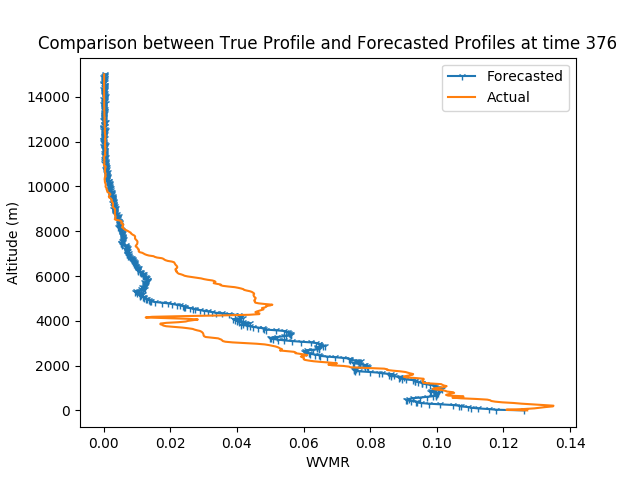 Comparison between True Profile and Forecasted Profiles at time 376
Forecasted
Actual
14000
12000
10000
8000
6000
4000
2000
0
Altitude (m)
0.00 0.02 0.04 0.06 0.08 0.10 0.12 0.14
WVMR